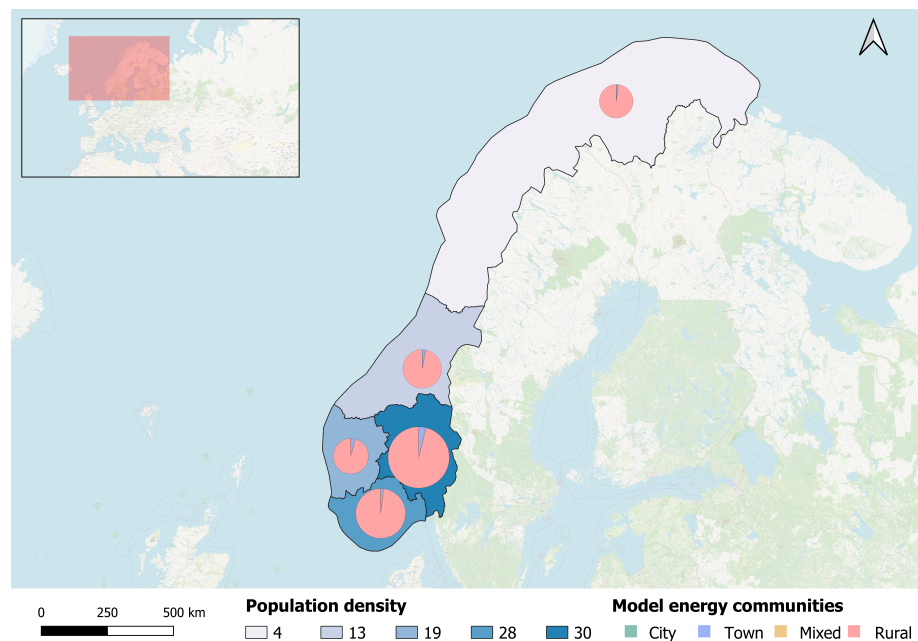 0 250 500 km
Population density
4 13 19 28 30
Model energy communities
City Town Mixed Rural